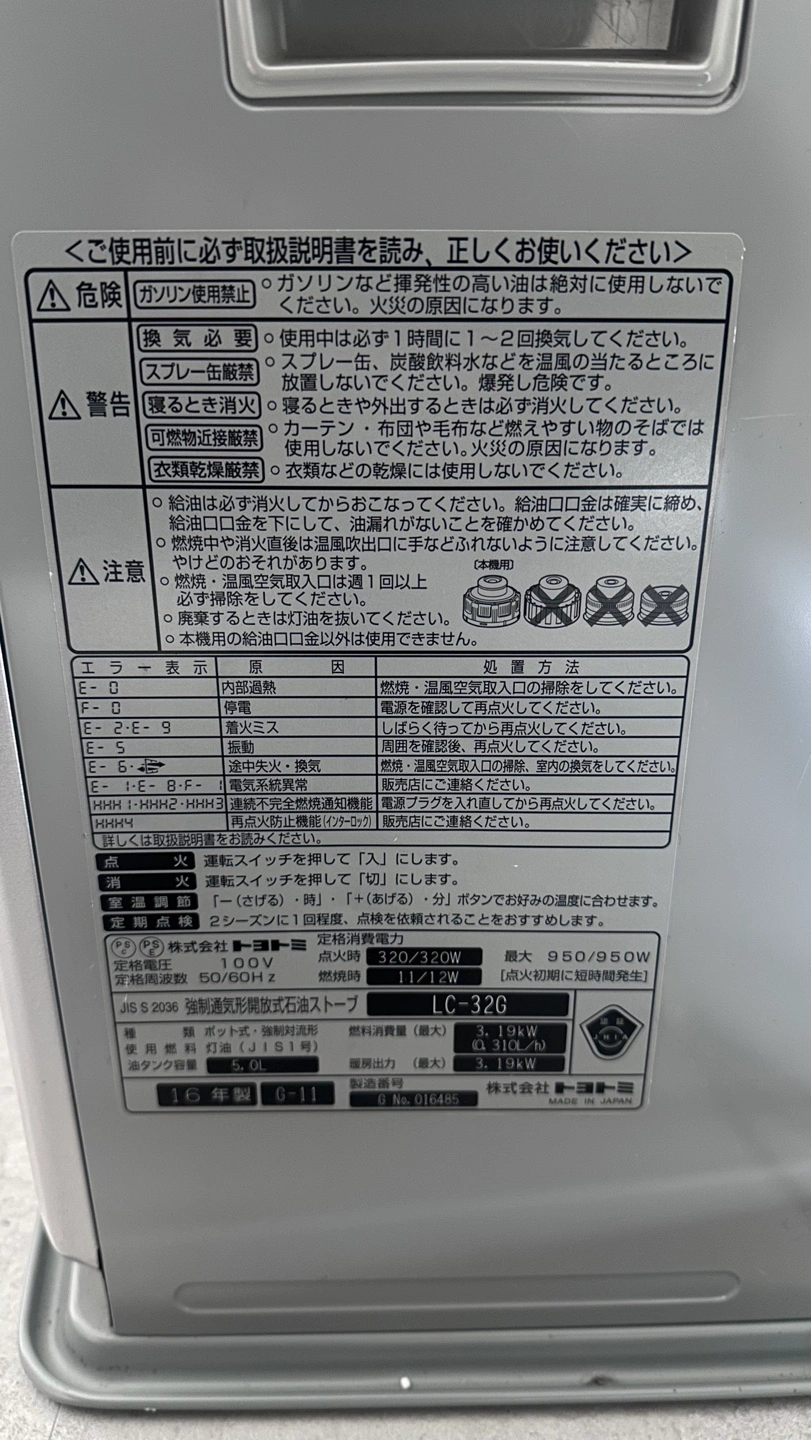 <ご使用前に必ず取扱説明書を読み、正しくお使いください>
危険 ガソリン使用禁止 ○ガソリンなど揮発性の高い油は絶対に使用しないで
ください。火災の原因になります。
警告
換気必要 ○使用中は必ず1時間に1〜2回換気してください。
スプレー缶厳禁 ○スプレー缶、炭酸飲料水などを温風の当たるところに
放置しないでください。爆発し危険です。
寝るとき消火 ○寝るときや外出するときは必ず消火してください。
可燃物近接厳禁 ○カーテン・布団や毛布など燃えやすい物のそばでは
使用しないでください。火災の原因になります。
衣類乾燥厳禁 ○衣類などの乾燥には使用しないでください。
注意
○給油は必ず消火してからおこなってください。給油口口金は確実に締め、
給油口口金を下にして、油漏れがないことを確かめてください。
○燃焼中や消火直後は温風吹出口に手などふれないように注意してください。
やけどのおそれがあります。
〔本機用〕
○燃焼・温風空気取入口は週1回以上
必ず掃除をしてください。
○廃棄するときは灯油を抜いてください。
○本機用の給油口口金以外は使用できません。
エラー表示 原因 処置方法
E-0 内部過熱 燃焼・温風空気取入口の掃除をしてください。
F-0 停電 電源を確認して再点火してください。
E-2・E-9 着火ミス しばらく待ってから再点火してください。
E-5 振動 周囲を確認後、再点火してください。
E-6・ 途中失火・換気 燃焼・温風空気取入口の掃除、室内の換気をしてください。
E-1・E-8・F-1 電気系統異常 販売店にご連絡ください。
HHH1・HHH2・HHH3 連続不完全燃焼通知機能 電源プラグを入れ直してから再点火してください。
HHH4 再点火防止機能(インターロック) 販売店にご連絡ください。
詳しくは取扱説明書をお読みください。
点火 運転スイッチを押して「入」にします。
消火 運転スイッチを押して「切」にします。
室温調節 「−(さげる)・時」・「+(あげる)・分」ボタンでお好みの温度に合わせます。
定期点検 2シーズンに1回程度、点検を依頼されることをおすすめします。
PSC PSE 株式会社トヨトミ 定格消費電力
定格電圧 100V 点火時 320/320W 最大 950/950W
定格周波数 50/60Hz 燃焼時 11/12W [点火初期に短時間発生]
JIS S 2036 強制通気形開放式石油ストーブ LC-32G
認証
JHIA
種類 ポット式・強制対流形 燃料消費量(最大) 3.19kW
使用燃料 灯油(JIS1号) (0.310L/h)
油タンク容量 5.0L 暖房出力(最大) 3.19kW
16年製 G-11 製造番号 G No.016485 株式会社トヨトミ
MADE IN JAPAN